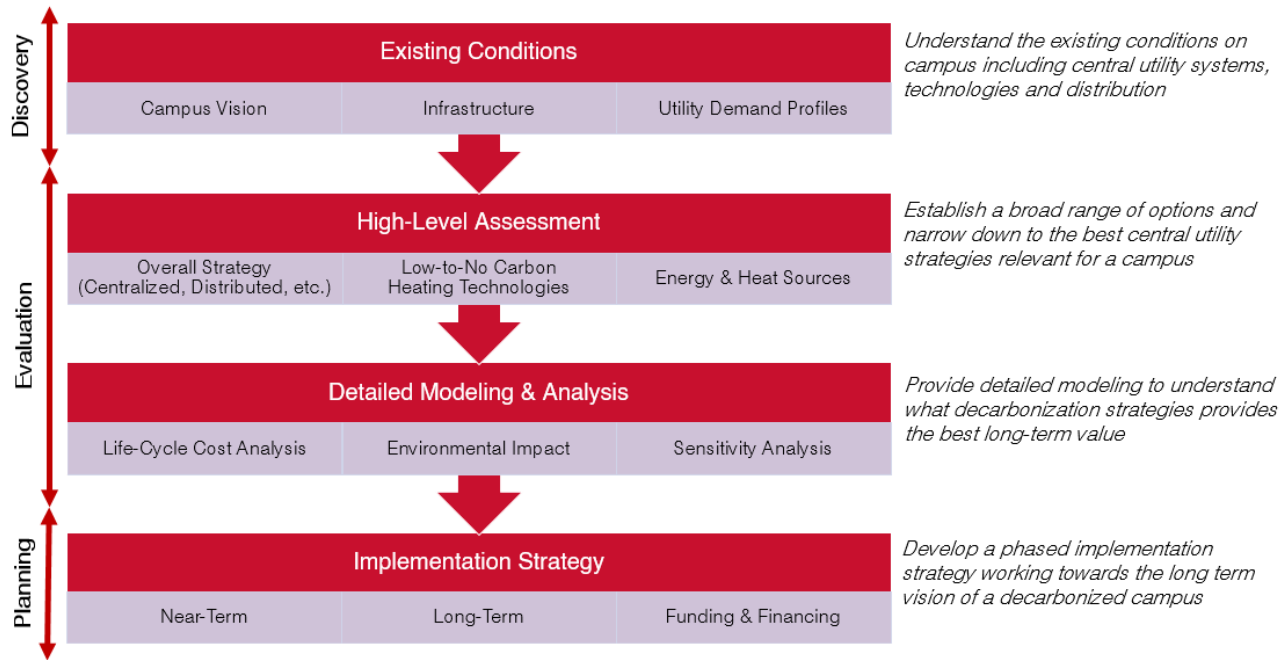 Discovery
Existing Conditions
Campus Vision
Infrastructure
Utility Demand Profiles
Understand the existing conditions on
campus including central utility systems,
technologies and distribution
Evaluation
High-Level Assessment
Overall Strategy
(Centralized, Distributed, etc.)
Low-to-No Carbon
Heating Technologies
Energy & Heat Sources
Establish a broad range of options and
narrow down to the best central utility
strategies relevant for a campus
Detailed Modeling & Analysis
Life-Cycle Cost Analysis
Environmental Impact
Sensitivity Analysis
Provide detailed modeling to understand
what decarbonization strategies provides
the best long-term value
Planning
Implementation Strategy
Near-Term
Long-Term
Funding & Financing
Develop a phased implementation
strategy working towards the long term
vision of a decarbonized campus